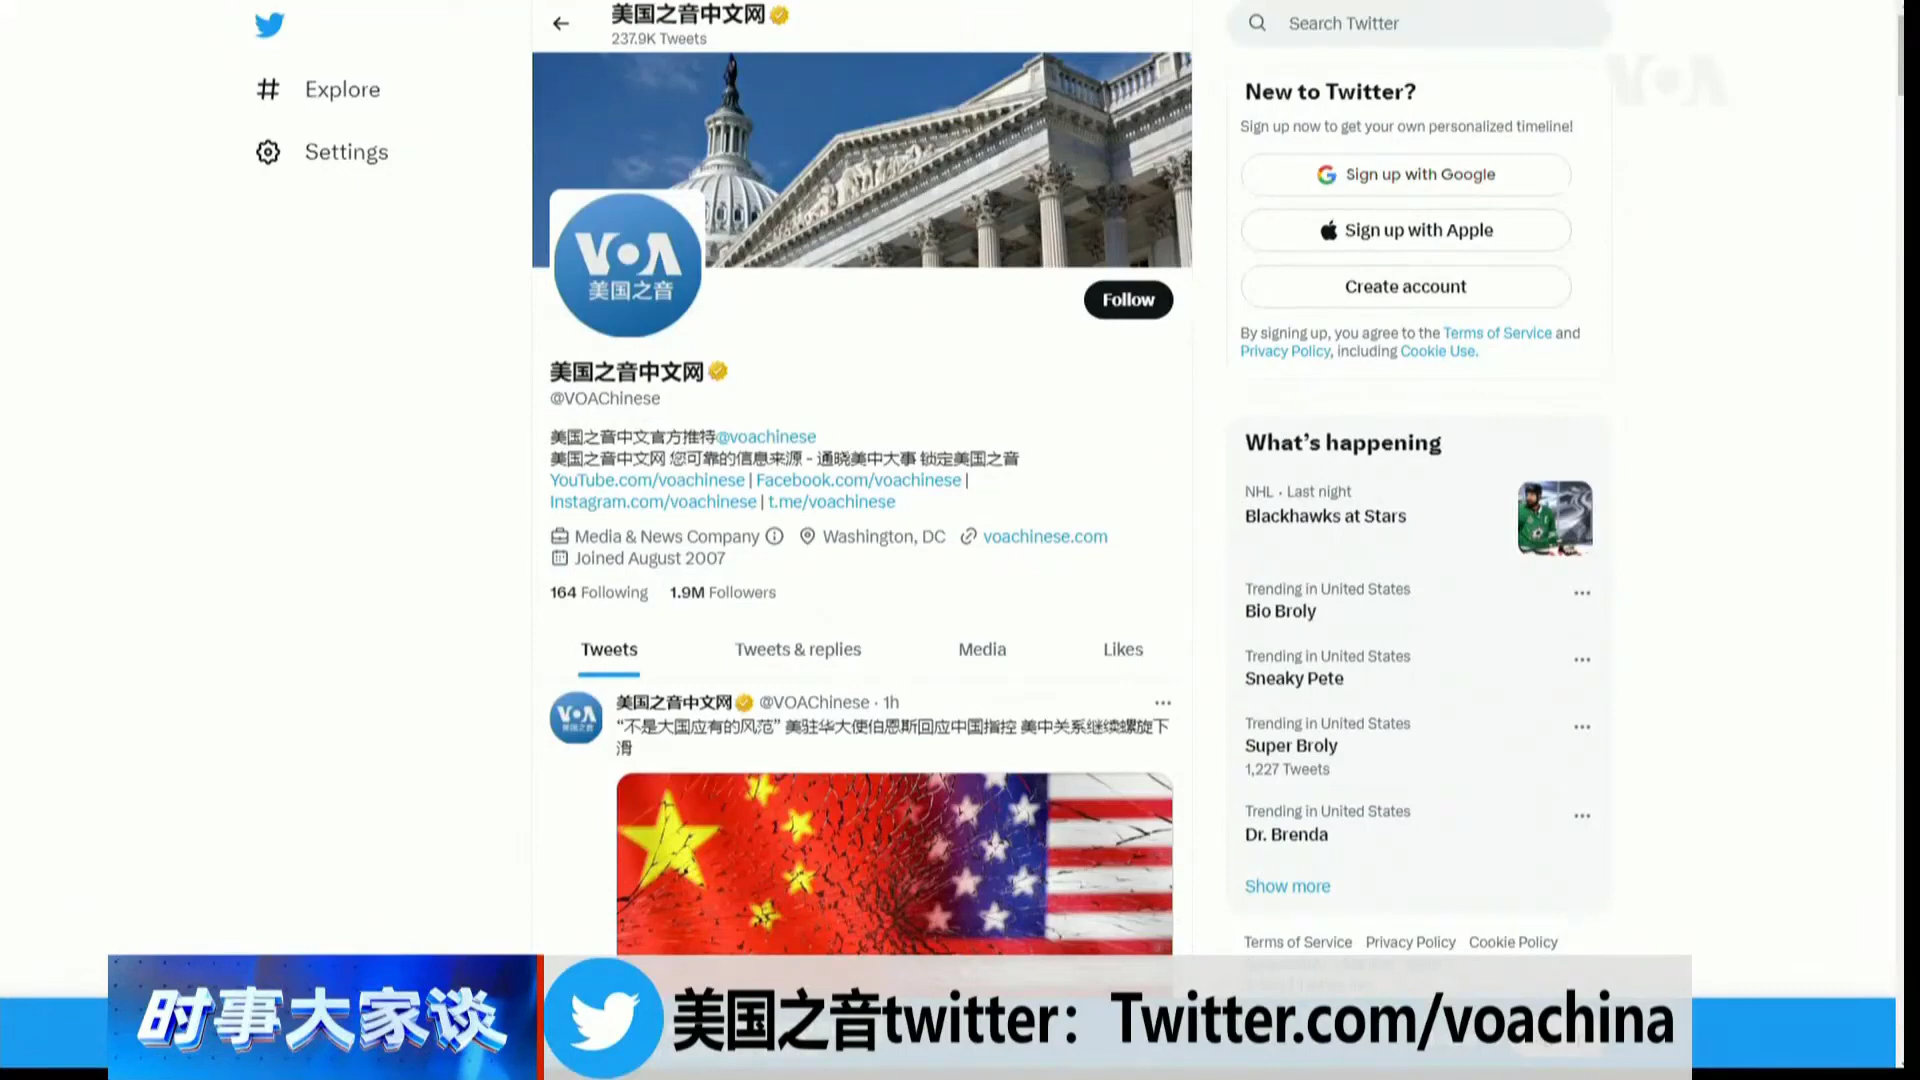 美国之音中文网
237.9K Tweets
Search Twitter
VOA
Explore
Settings
New to Twitter?
Sign up now to get your own personalized timeline!
Sign up with Google
Sign up with Apple
Create account
By signing up, you agree to the Terms of Service and
Privacy Policy, including Cookie Use.
VOA
美国之音
Follow
美国之音中文网
@VOAChinese
美国之音中文官方推特@voachinese
美国之音中文网 您可靠的信息来源 - 通晓美中大事 锁定美国之音
YouTube.com/voachinese | Facebook.com/voachinese |
Instagram.com/voachinese | t.me/voachinese
Media & News Company Washington, DC voachinese.com
Joined August 2007
164 Following 1.9M Followers
Tweets Tweets & replies Media Likes
VOA
美国之音
美国之音中文网 @VOAChinese · 1h
“不是大国应有的风范” 美驻华大使伯恩斯回应中国指控 美中关系继续螺旋下
滑
What’s happening
NHL · Last night
Blackhawks at Stars
Trending in United States
Bio Broly
Trending in United States
Sneaky Pete
Trending in United States
Super Broly
1,227 Tweets
Trending in United States
Dr. Brenda
Show more
Terms of Service Privacy Policy Cookie Policy
时事大家谈
美国之音twitter：Twitter.com/voachina